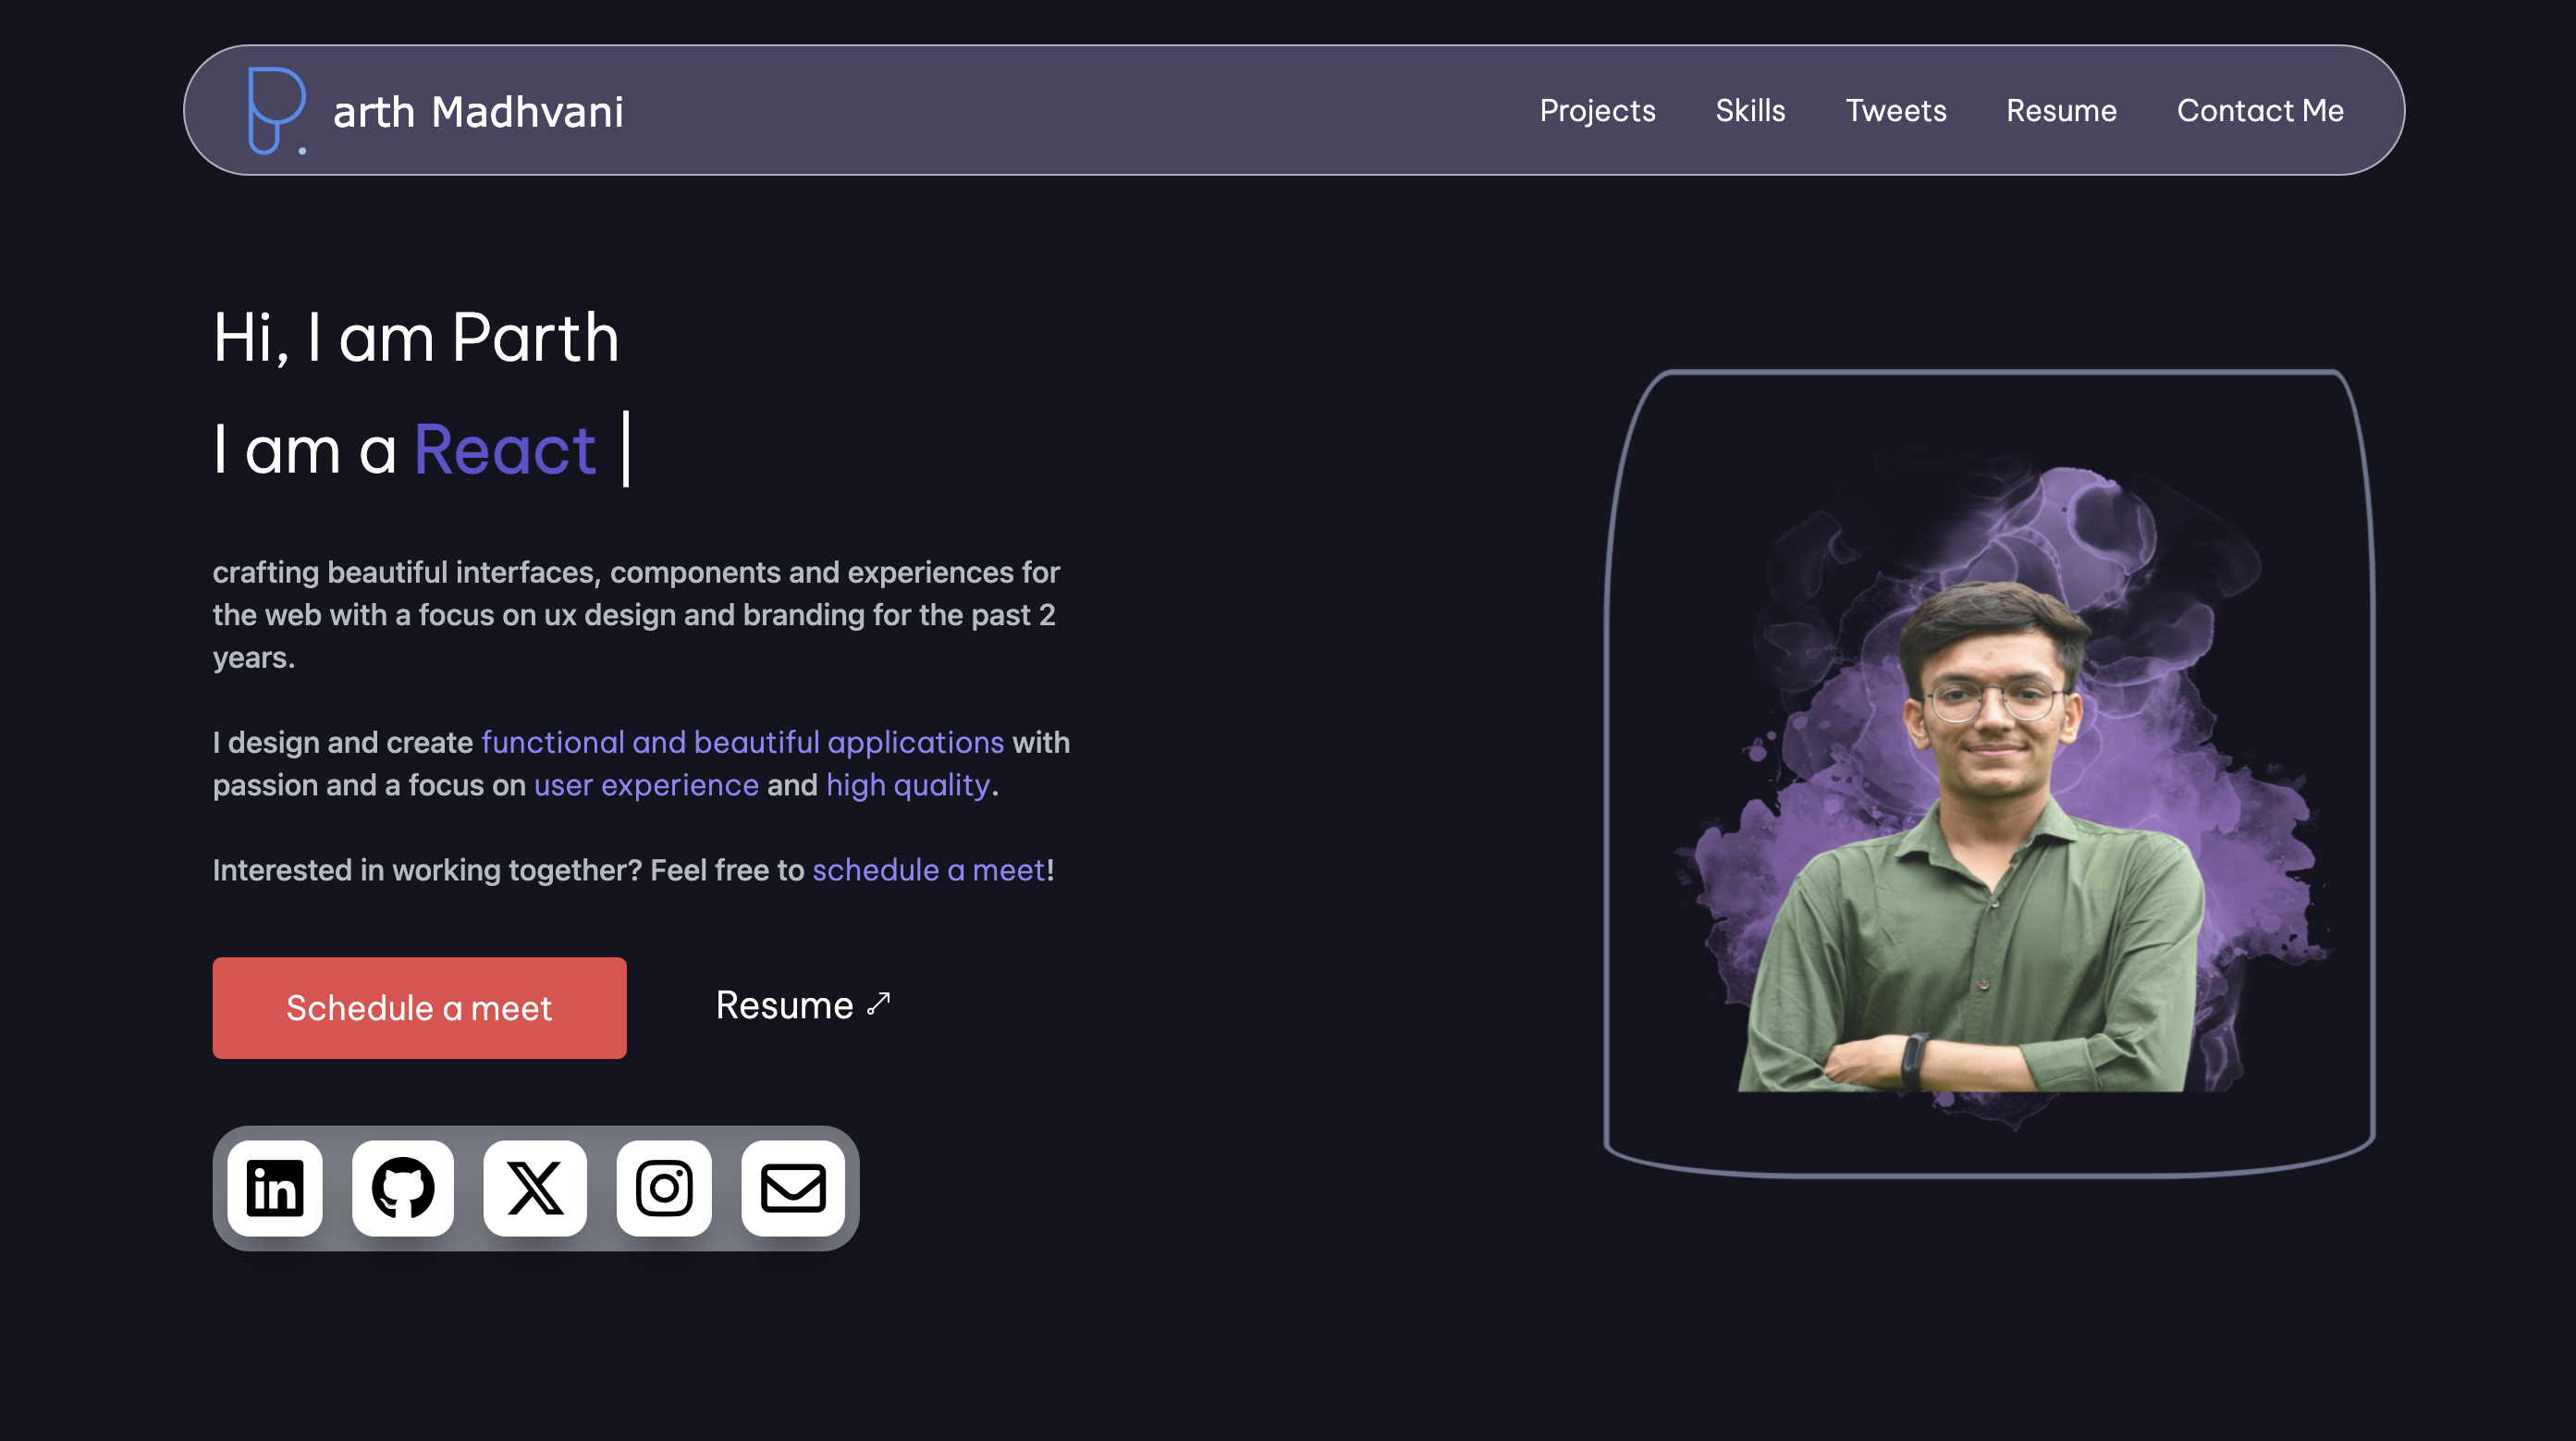 P. arth Madhvani
Projects Skills Tweets Resume Contact Me
Hi, I am Parth
I am a React |
crafting beautiful interfaces, components and experiences for
the web with a focus on ux design and branding for the past 2
years.
I design and create functional and beautiful applications with
passion and a focus on user experience and high quality.
Interested in working together? Feel free to schedule a meet!
Schedule a meet
Resume
in
X